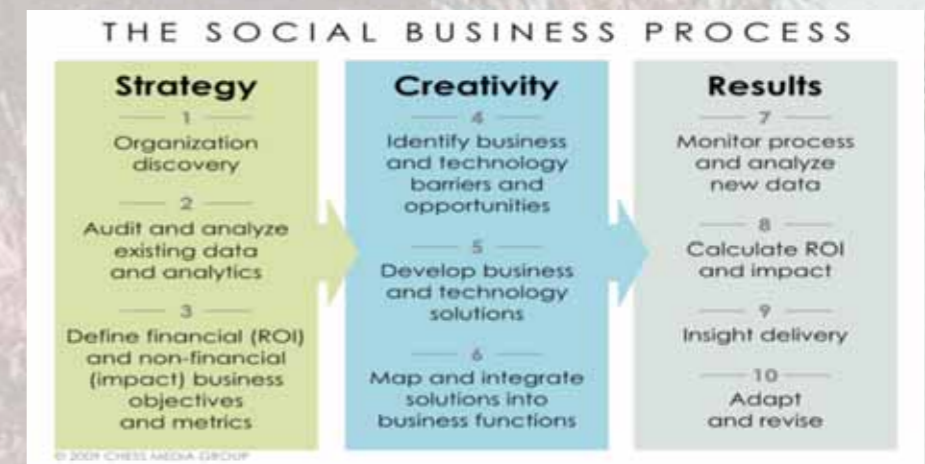 THE SOCIAL BUSINESS PROCESS
Strategy
1
Organization
discovery
2
Audit and analyze
existing data
and analytics
3
Define financial (ROI)
and non-financial
(impact) business
objectives
and metrics
Creativity
4
Identify business
and technology
barriers and
opportunities
5
Develop business
and technology
solutions
6
Map and integrate
solutions into
business functions
Results
7
Monitor process
and analyze
new data
8
Calculate ROI
and impact
9
Insight delivery
10
Adapt
and revise
© 2009 CHESS MEDIA GROUP